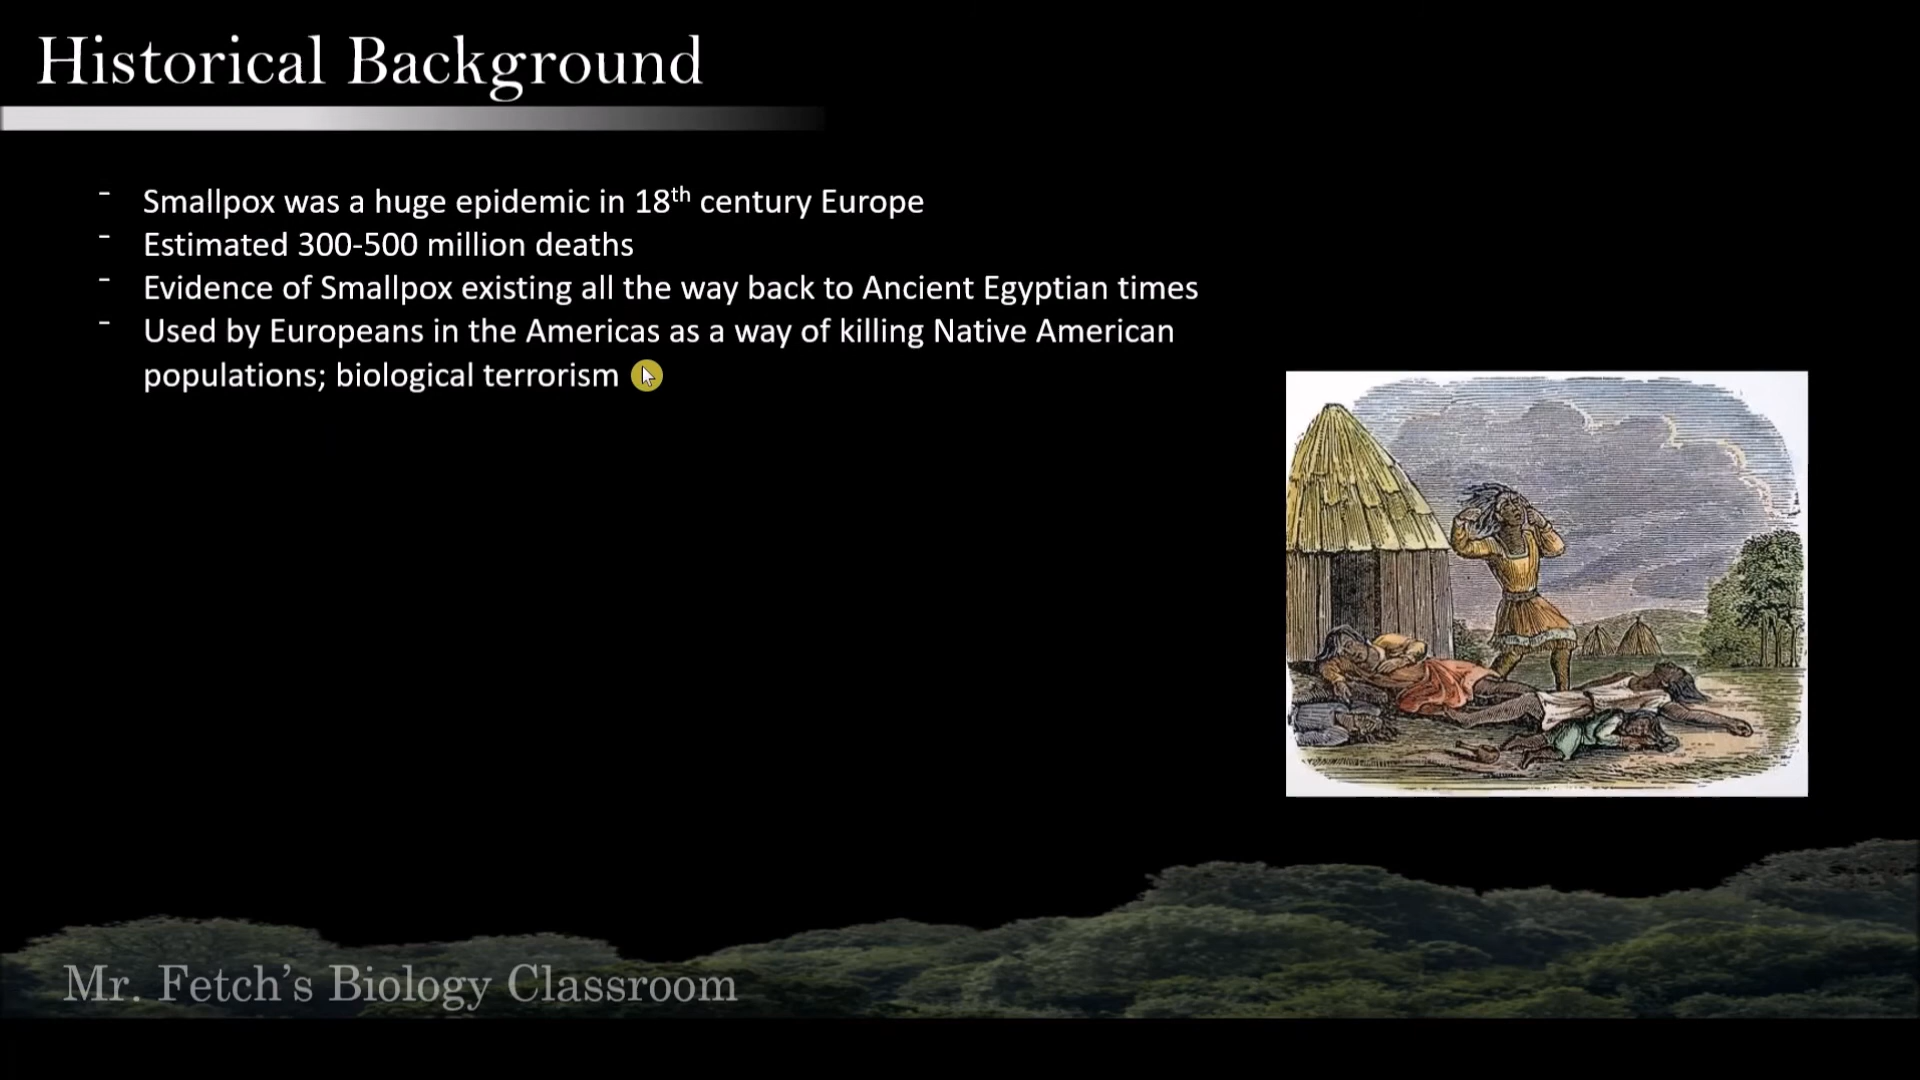 Historical Background
- Smallpox was a huge epidemic in 18th century Europe
- Estimated 300-500 million deaths
- Evidence of Smallpox existing all the way back to Ancient Egyptian times
- Used by Europeans in the Americas as a way of killing Native American
populations; biological terrorism
Mr. Fetch’s Biology Classroom